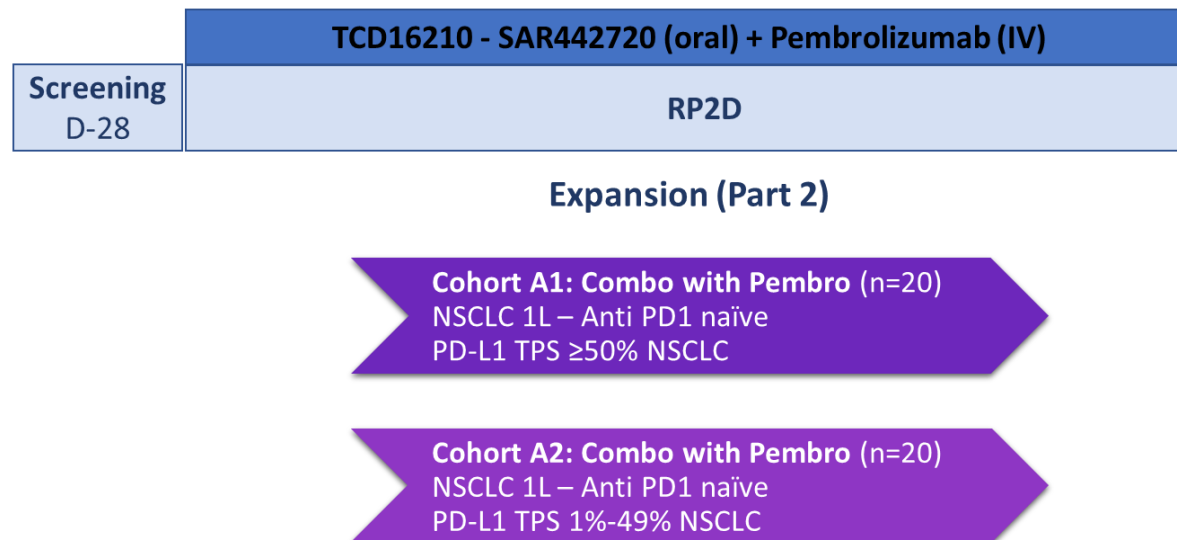 TCD16210 - SAR442720 (oral) + Pembrolizumab (IV)
Screening
D-28
RP2D
Expansion (Part 2)
Cohort A1: Combo with Pembro (n=20)
NSCLC 1L – Anti PD1 naïve
PD-L1 TPS ≥50% NSCLC
Cohort A2: Combo with Pembro (n=20)
NSCLC 1L – Anti PD1 naïve
PD-L1 TPS 1%-49% NSCLC